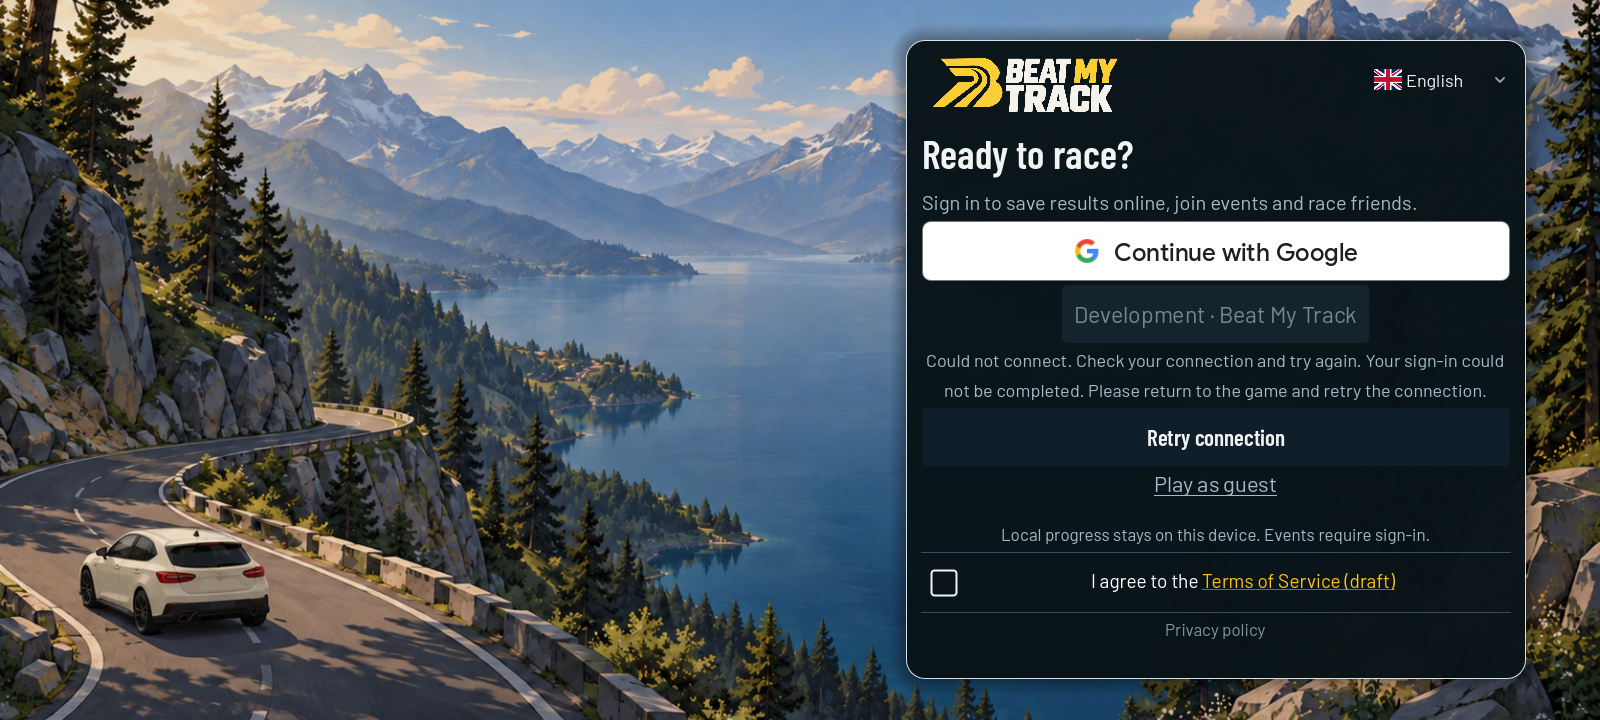 BEAT MY
TRACK
English
Ready to race?
Sign in to save results online, join events and race friends.
Continue with Google
Development · Beat My Track
Could not connect. Check your connection and try again. Your sign-in could
not be completed. Please return to the game and retry the connection.
Retry connection
Play as guest
Local progress stays on this device. Events require sign-in.
I agree to the Terms of Service (draft)
Privacy policy